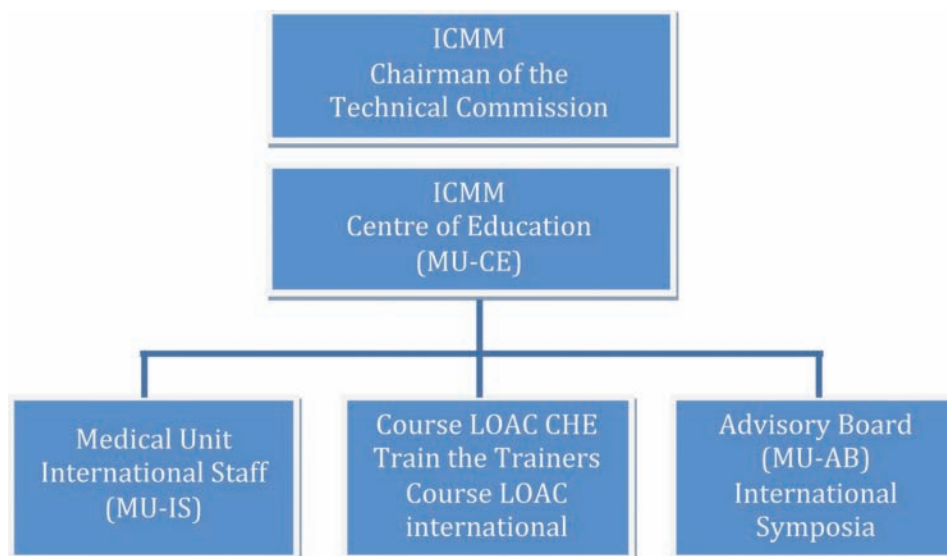 ICMM
Chairman of the
Technical Commission
ICMM
Centre of Education
(MU-CE)
Medical Unit
International Staff
(MU-IS)
Course LOAC CHE
Train the Trainers
Course LOAC
international
Advisory Board
(MU-AB)
International
Symposia